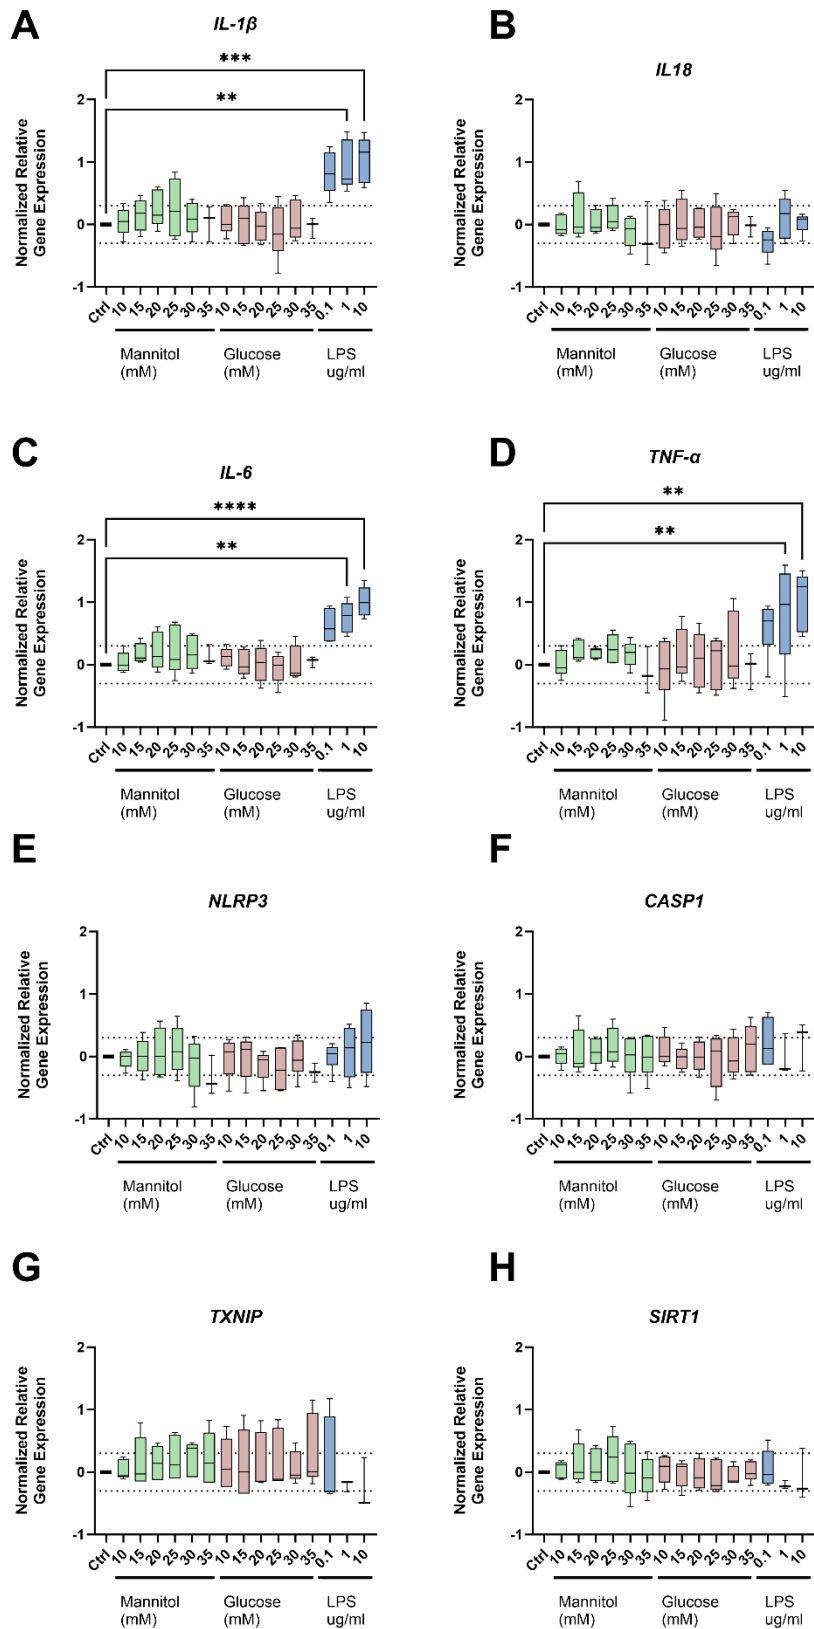 A
IL-1β
***
**
Normalized Relative
Gene Expression
2
1
0
-1
Ctrl 10 15 20 25 30 35 10 15 20 25 30 35 0.1 1 10
Mannitol Glucose LPS
(mM) (mM) ug/ml
B
IL18
Normalized Relative
Gene Expression
2
1
0
-1
Ctrl 10 15 20 25 30 35 10 15 20 25 30 35 0.1 1 10
Mannitol Glucose LPS
(mM) (mM) ug/ml
C
IL-6
****
**
Normalized Relative
Gene Expression
2
1
0
-1
Ctrl 10 15 20 25 30 35 10 15 20 25 30 35 0.1 1 10
Mannitol Glucose LPS
(mM) (mM) ug/ml
D
TNF-α
**
**
Normalized Relative
Gene Expression
2
1
0
-1
Ctrl 10 15 20 25 30 35 10 15 20 25 30 35 0.1 1 10
Mannitol Glucose LPS
(mM) (mM) ug/ml
E
NLRP3
Normalized Relative
Gene Expression
2
1
0
-1
Ctrl 10 15 20 25 30 35 10 15 20 25 30 35 0.1 1 10
Mannitol Glucose LPS
(mM) (mM) ug/ml
F
CASP1
Normalized Relative
Gene Expression
2
1
0
-1
Ctrl 10 15 20 25 30 35 10 15 20 25 30 35 0.1 1 10
Mannitol Glucose LPS
(mM) (mM) ug/ml
G
TXNIP
Normalized Relative
Gene Expression
2
1
0
-1
Ctrl 10 15 20 25 30 35 10 15 20 25 30 35 0.1 1 10
Mannitol Glucose LPS
(mM) (mM) ug/ml
H
SIRT1
Normalized Relative
Gene Expression
2
1
0
-1
Ctrl 10 15 20 25 30 35 10 15 20 25 30 35 0.1 1 10
Mannitol Glucose LPS
(mM) (mM) ug/ml